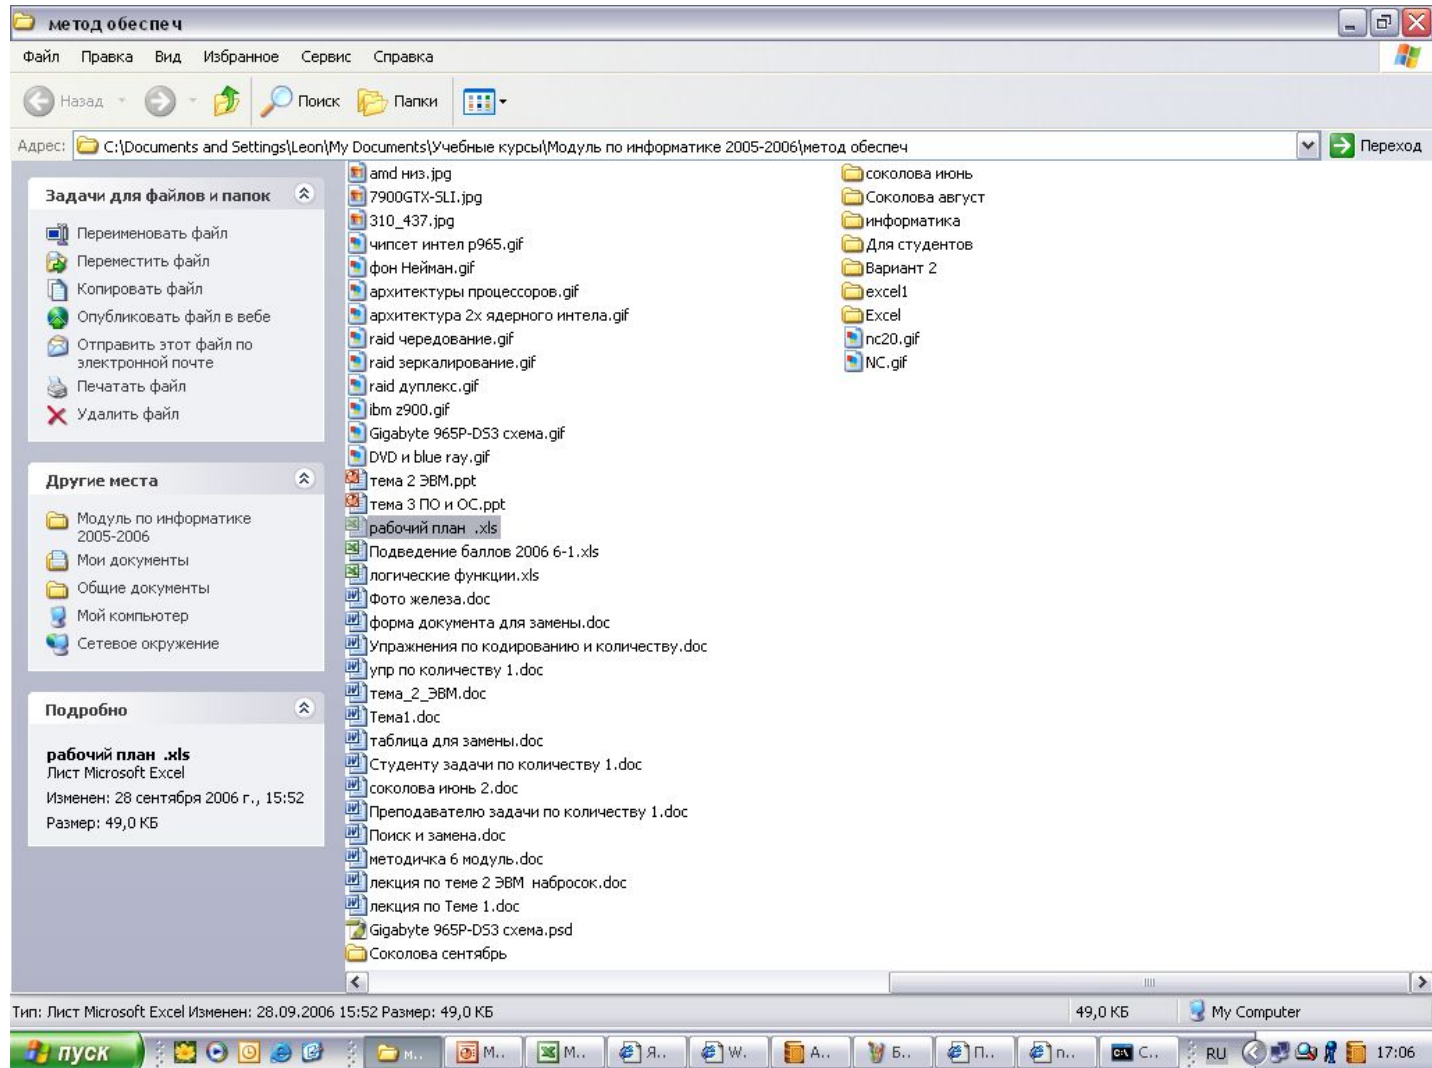 метод обеспеч
Файл Правка Вид Избранное Сервис Справка
Назад Поиск Папки
Адрес: C:\Documents and Settings\Leon\My Documents\Учебные курсы\Модуль по информатике 2005-2006\метод обеспеч Переход
Задачи для файлов и папок
Переименовать файл
Переместить файл
Копировать файл
Опубликовать файл в вебе
Отправить этот файл по
электронной почте
Печатать файл
Удалить файл
Другие места
Модуль по информатике
2005-2006
Мои документы
Общие документы
Мой компьютер
Сетевое окружение
Подробно
рабочий план .xls
Лист Microsoft Excel
Изменен: 28 сентября 2006 г., 15:52
Размер: 49,0 КБ
amd низ.jpg
7900GTX-SLI.jpg
310_437.jpg
чипсет интел p965.gif
фон Нейман.gif
архитектуры процессоров.gif
архитектура 2х ядерного интела.gif
raid чередование.gif
raid зеркалирование.gif
raid дуплекс.gif
ibm z900.gif
Gigabyte 965P-DS3 схема.gif
DVD и blue ray.gif
тема 2 ЭВМ.ppt
тема 3 ПО и ОС.ppt
рабочий план .xls
Подведение баллов 2006 6-1.xls
логические функции.xls
Фото железа.doc
форма документа для замены.doc
Упражнения по кодированию и количеству.doc
упр по количеству 1.doc
тема_2_ЭВМ.doc
Тема1.doc
таблица для замены.doc
Студенту задачи по количеству 1.doc
соколова июнь 2.doc
Преподавателю задачи по количеству 1.doc
Поиск и замена.doc
методичка 6 модуль.doc
лекция по теме 2 ЭВМ набросок.doc
лекция по Теме 1.doc
Gigabyte 965P-DS3 схема.psd
Соколова сентябрь
соколова июнь
Соколова август
информатика
Для студентов
Вариант 2
excel1
Excel
nc20.gif
NC.gif
Тип: Лист Microsoft Excel Изменен: 28.09.2006 15:52 Размер: 49,0 КБ 49,0 КБ My Computer
пуск м.. M.. M.. Я.. W. A.. Б.. П.. n.. C.. RU 17:06